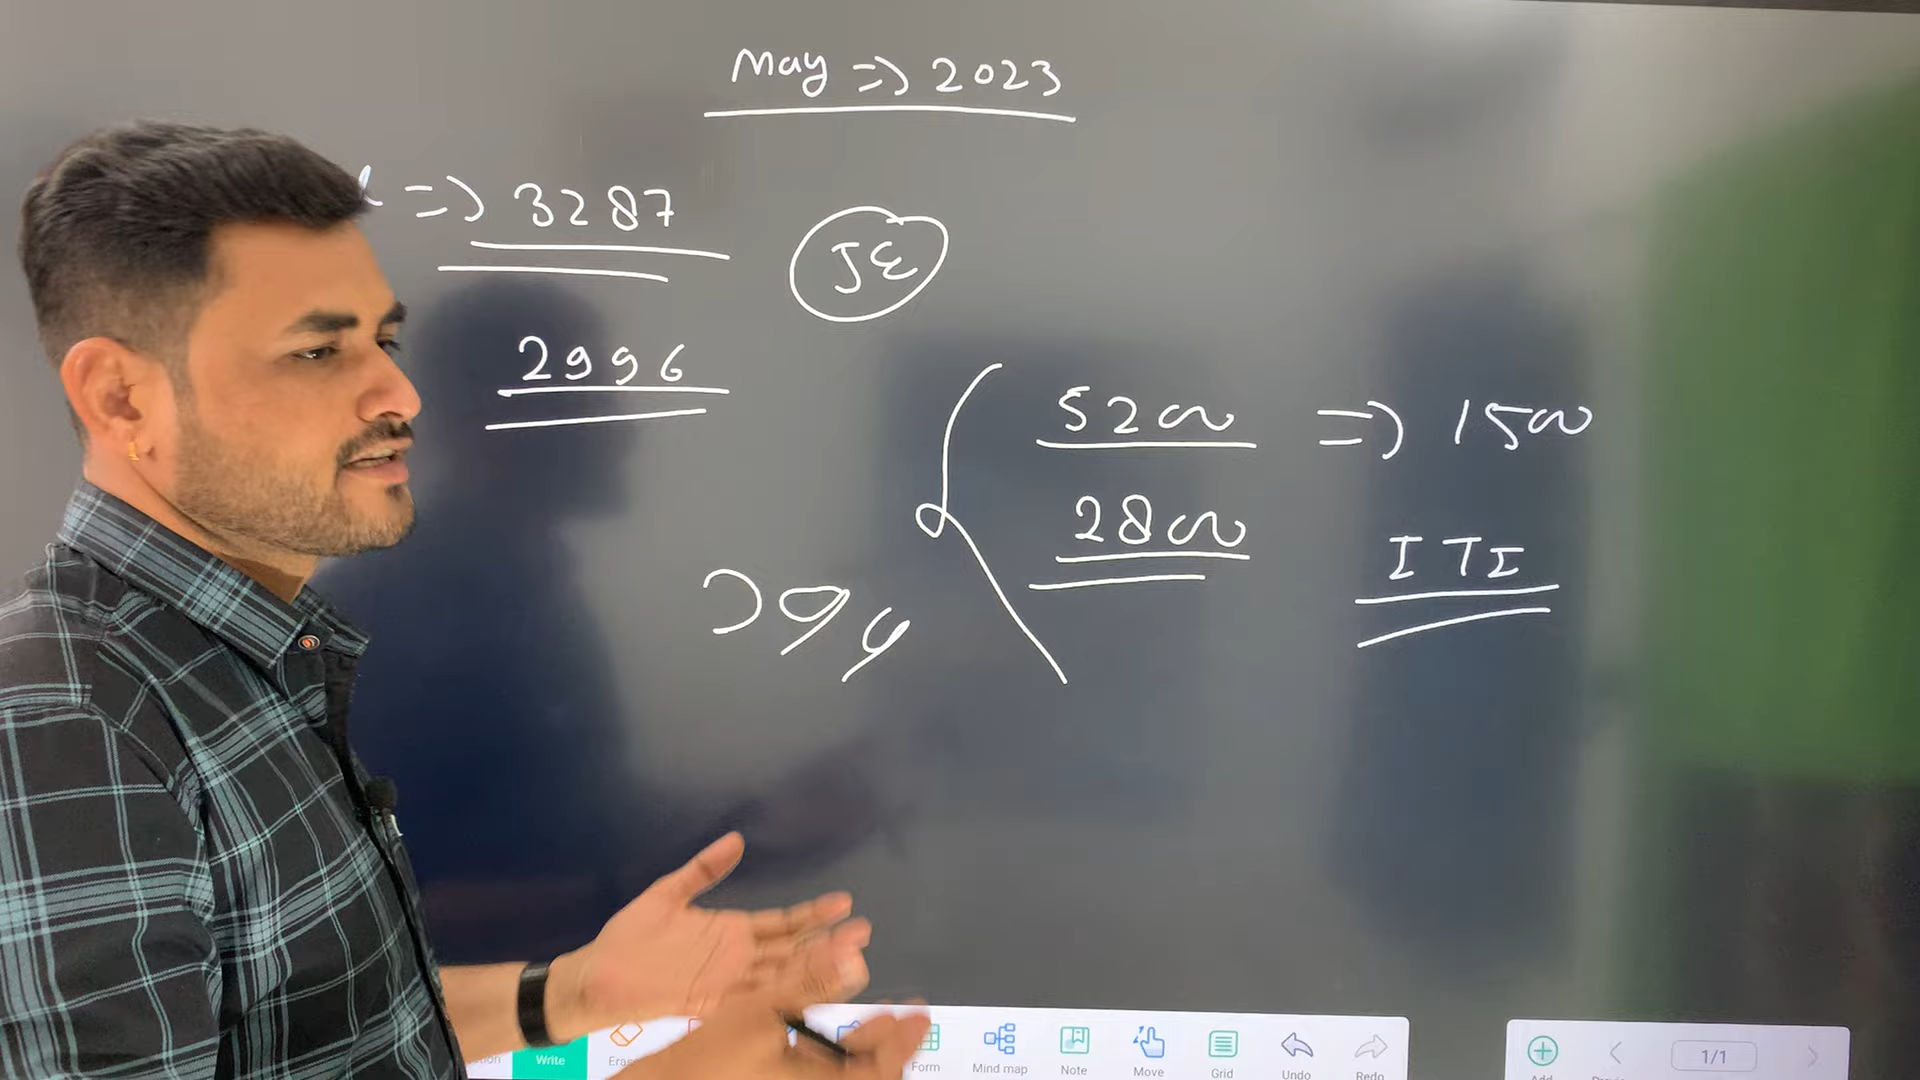 May => 2023
=> 3287
JE
2996
5200 => 1500
2800
ITI
Write
Form
Mind map
Note
Move
Grid
Undo
Redo
Add
1/1